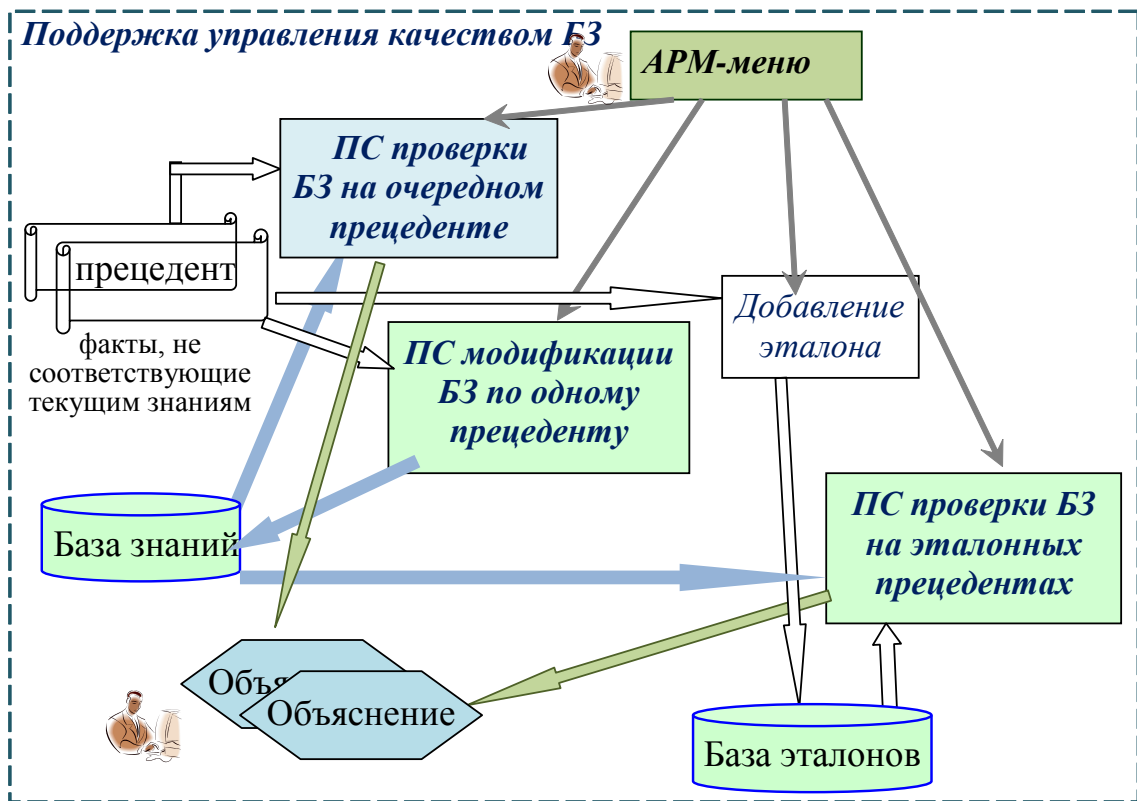 Поддержка управления качеством БЗ
АРМ-меню
ПС проверки
БЗ на очередном
прецеденте
прецедент
факты, не
соответствующие
текущим знаниям
Добавление
эталона
ПС модификации
БЗ по одному
прецеденту
ПС проверки БЗ
на эталонных
прецедентах
База знаний
Объя
Объяснение
База эталонов